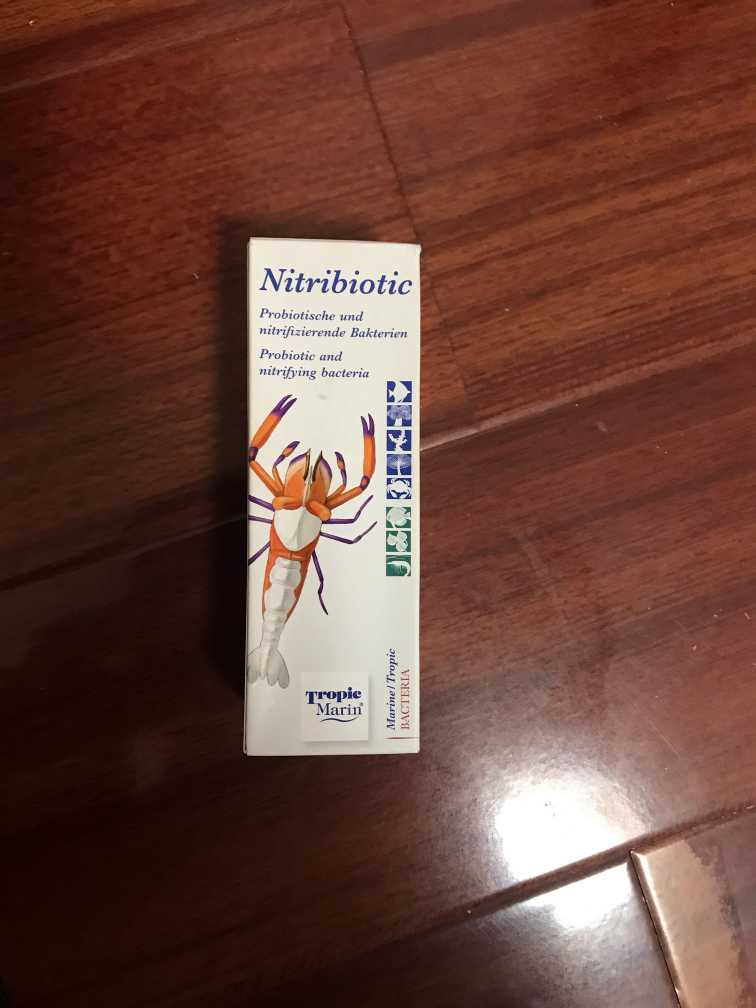 Nitribiotic
Probiotische und
nitrifizierende Bakterien
Probiotic and
nitrifying bacteria
Tropic
Marin®
Marine/Tropic
BACTERIA